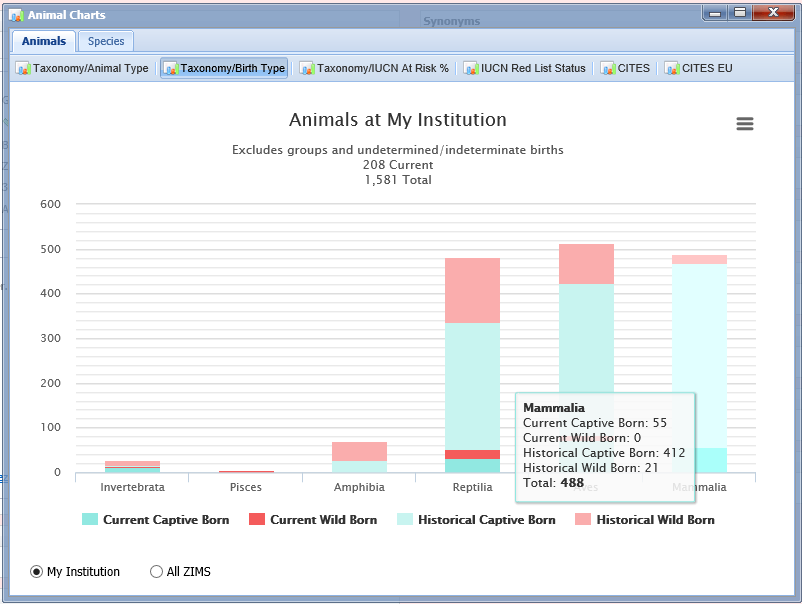 Animal Charts
Synonyms
Animals
Species
Taxonomy/Animal Type
Taxonomy/Birth Type
Taxonomy/IUCN At Risk %
IUCN Red List Status
CITES
CITES EU
Animals at My Institution
Excludes groups and undetermined/indeterminate births
208 Current
1,581 Total
600
500
400
300
200
100
0
Mammalia
Current Captive Born: 55
Current Wild Born: 0
Historical Captive Born: 412
Historical Wild Born: 21
Total: 488
Invertebrata
Pisces
Amphibia
Reptilia
Aves
Mammalia
Current Captive Born
Current Wild Born
Historical Captive Born
Historical Wild Born
My Institution
All ZIMS